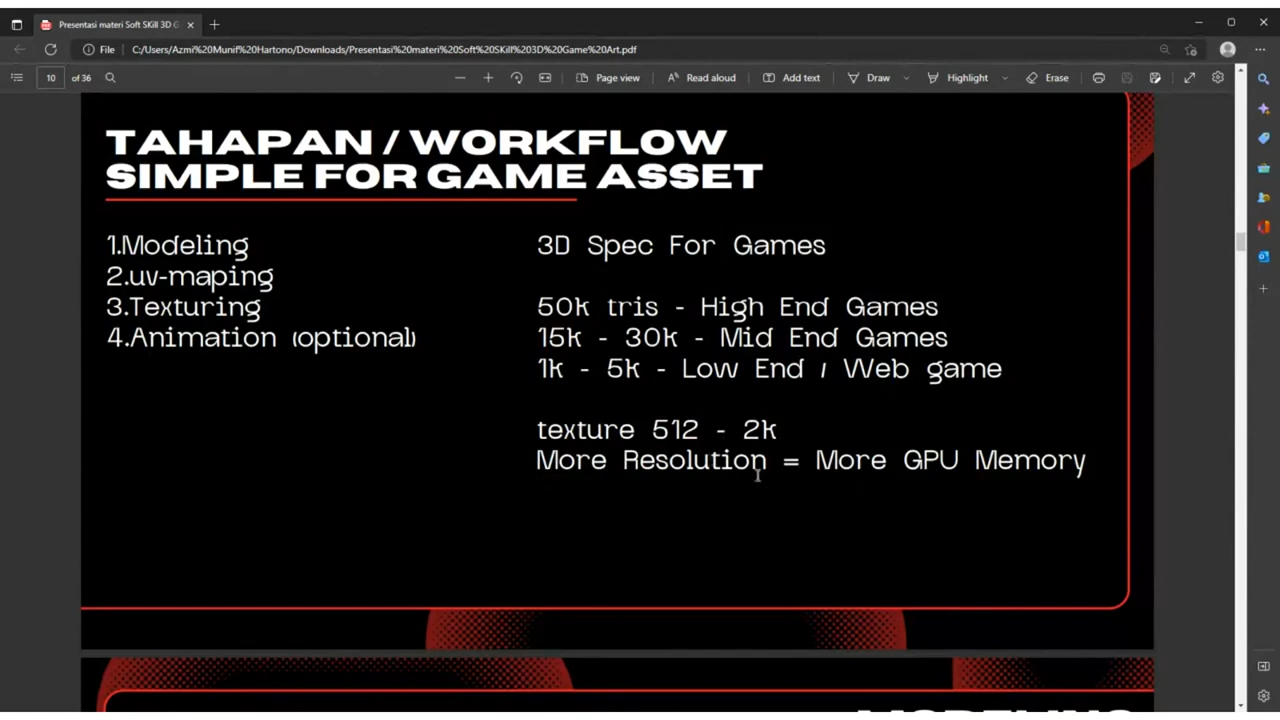 Presentasi materi Soft SKill 3D G
File
C:/Users/Azmi%20Munif%20Hartono/Downloads/Presentasi%20materi%20Soft%20SKill%203D%20Game%20Art.pdf
10 of 36
Page view
Read aloud
Add text
Draw
Highlight
Erase
TAHAPAN / WORKFLOW
SIMPLE FOR GAME ASSET
1.Modeling
2.uv-maping
3.Texturing
4.Animation (optional)
3D Spec For Games
50k tris - High End Games
15k - 30k - Mid End Games
1k - 5k - Low End / Web game
texture 512 - 2k
More Resolution = More GPU Memory